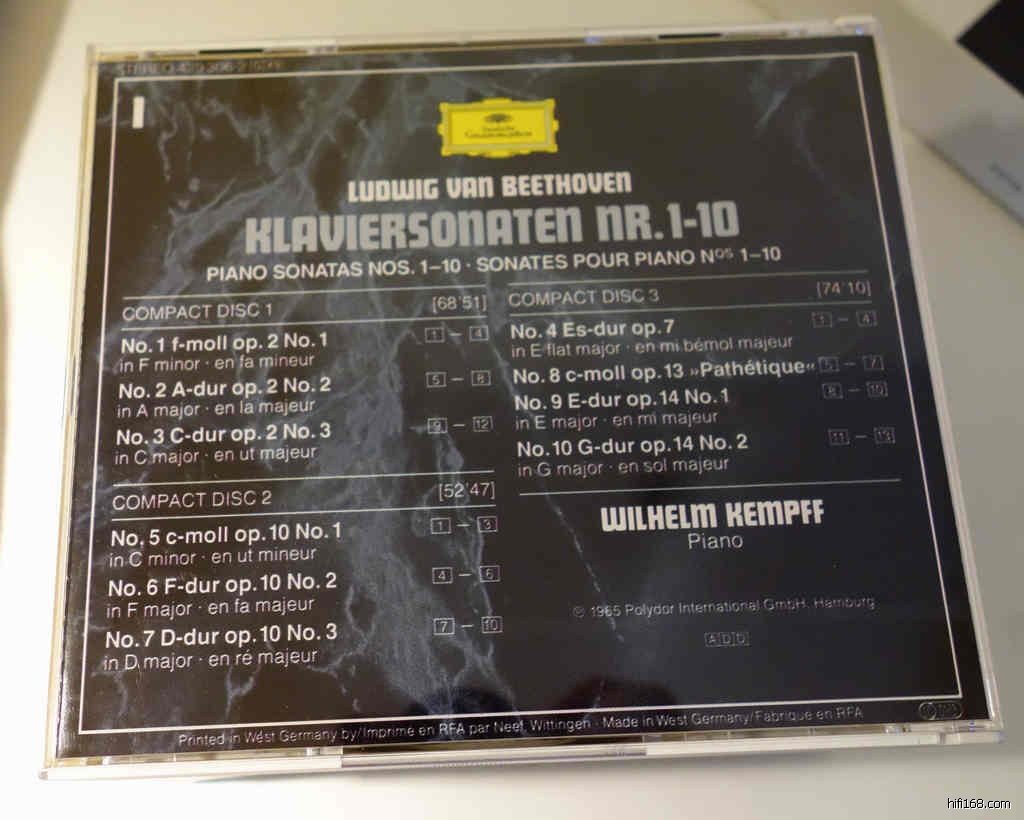 STEREO 429 306-2
I
Deutsche
Grammophon
LUDWIG VAN BEETHOVEN
KLAVIERSONATEN NR. 1-10
PIANO SONATAS NOS. 1–10 · SONATES POUR PIANO Nos 1–10
COMPACT DISC 1 [68'51]
No. 1 f-moll op. 2 No. 1 1 – 4
in F minor · en fa mineur
No. 2 A-dur op. 2 No. 2 5 – 8
in A major · en la majeur
No. 3 C-dur op. 2 No. 3 9 – 12
in C major · en ut majeur
COMPACT DISC 2 [52'47]
No. 5 c-moll op. 10 No. 1 1 – 3
in C minor · en ut mineur
No. 6 F-dur op. 10 No. 2 4 – 6
in F major · en fa majeur
No. 7 D-dur op. 10 No. 3 7 – 10
in D major · en ré majeur
COMPACT DISC 3 [74'10]
No. 4 Es-dur op. 7 1 – 4
in E flat major · en mi bémol majeur
No. 8 c-moll op. 13 »Pathétique« 5 – 7
No. 9 E-dur op. 14 No. 1 8 – 10
in E major · en mi majeur
No. 10 G-dur op. 14 No. 2 11 – 13
in G major · en sol majeur
WILHELM KEMPFF
Piano
℗ 1965 Polydor International GmbH, Hamburg
ADD
Printed in West Germany by/Imprimé en RFA par Neef, Wittingen · Made in West Germany/Fabriqué en RFA
hifi168.com